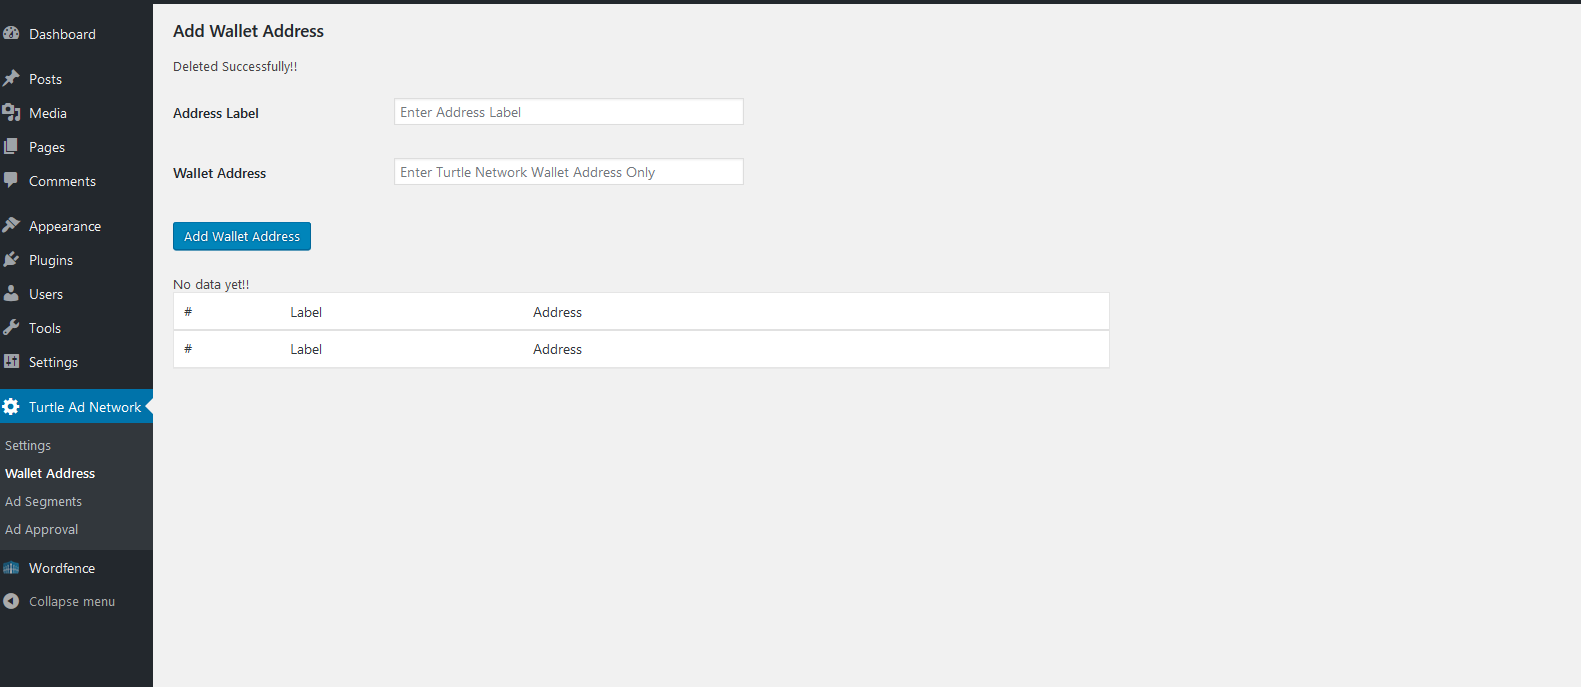 Dashboard
Posts
Media
Pages
Comments
Appearance
Plugins
Users
Tools
Settings
Turtle Ad Network
Settings
Wallet Address
Ad Segments
Ad Approval
Wordfence
Collapse menu
Add Wallet Address
Deleted Successfully!!
Address Label Enter Address Label
Wallet Address Enter Turtle Network Wallet Address Only
Add Wallet Address
No data yet!!
# Label Address
# Label Address